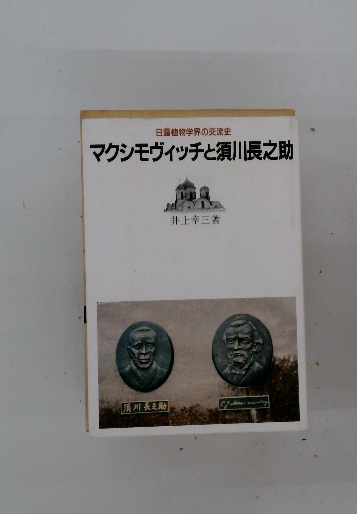 日露植物学界の交流史
マクシモヴィッチと須川長之助
井上幸三著
須川長之助